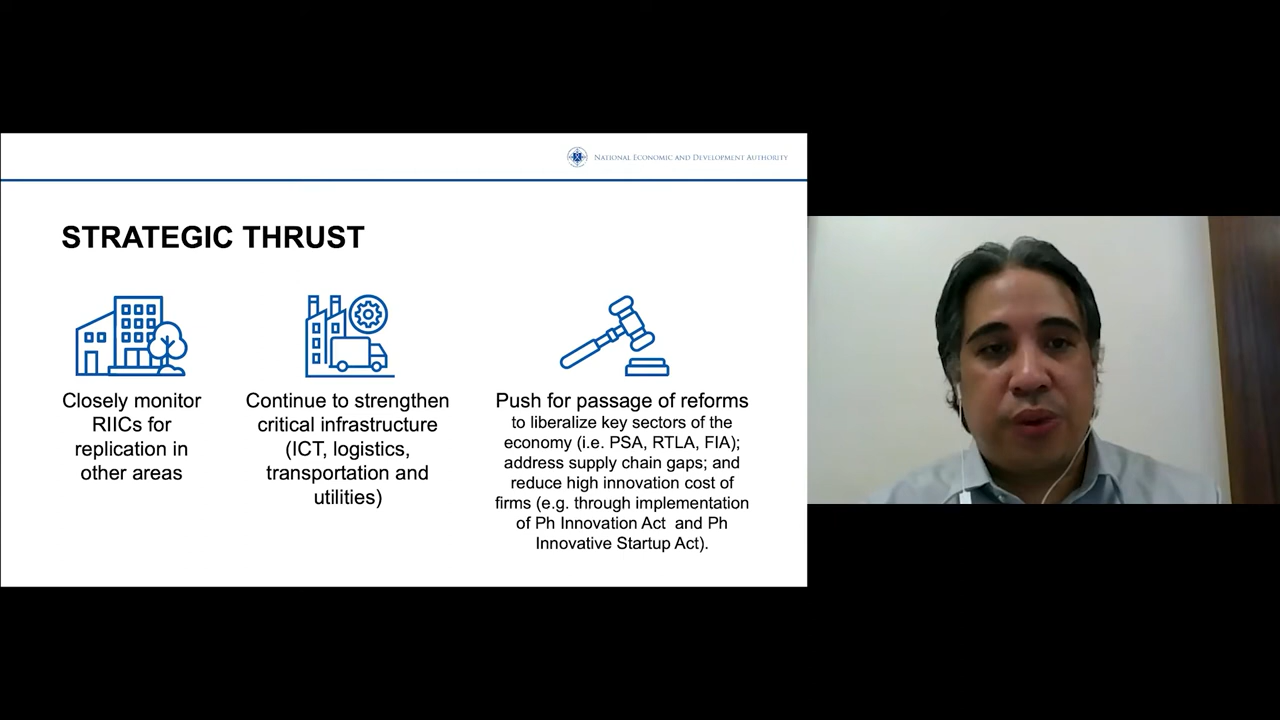 NATIONAL ECONOMIC AND DEVELOPMENT AUTHORITY
STRATEGIC THRUST
Closely monitor
RIICs for
replication in
other areas
Continue to strengthen
critical infrastructure
(ICT, logistics,
transportation and
utilities)
Push for passage of reforms
to liberalize key sectors of the
economy (i.e. PSA, RTLA, FIA);
address supply chain gaps; and
reduce high innovation cost of
firms (e.g. through implementation
of Ph Innovation Act and Ph
Innovative Startup Act).